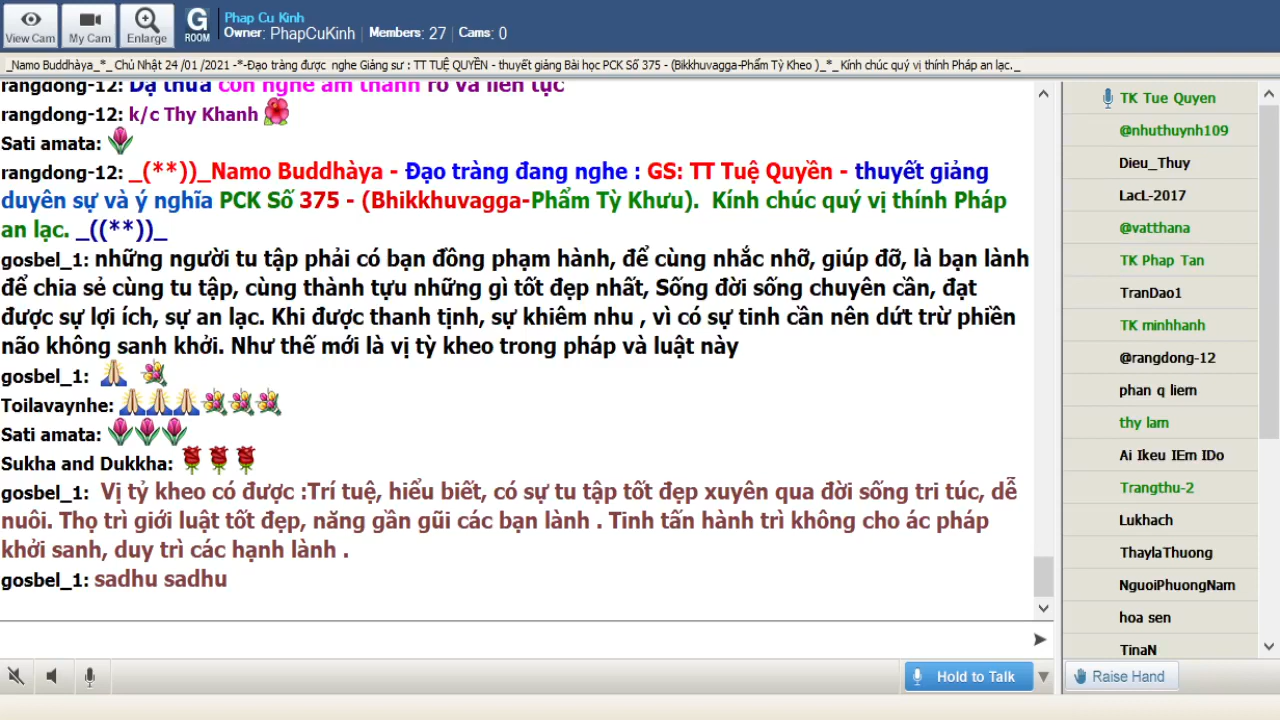 View Cam
My Cam
Enlarge
G
ROOM
Phap Cu Kinh
Owner: PhapCuKinh | Members: 27 | Cams: 0
_Namo Buddhàya_*_ Chủ Nhật 24 /01 /2021 -*-Đạo tràng được nghe Giảng sư : TT TUỆ QUYỀN - thuyết giảng Bài học PCK Số 375 - (Bikkhuvagga-Phẩm Tỳ Kheo )_*_ Kính chúc quý vị thính Pháp an lạc._
rangdong-12: Dạ thưa con nghe âm thanh rõ và liên tục
rangdong-12: k/c Thy Khanh
Sati amata:
rangdong-12: _(**))_Namo Buddhàya - Đạo tràng đang nghe : GS: TT Tuệ Quyền - thuyết giảng
duyên sự và ý nghĩa PCK Số 375 - (Bhikkhuvagga-Phẩm Tỳ Khưu). Kính chúc quý vị thính Pháp
an lạc. _((**))_
gosbel_1: những người tu tập phải có bạn đồng phạm hành, để cùng nhắc nhỡ, giúp đỡ, là bạn lành
để chia sẻ cùng tu tập, cùng thành tựu những gì tốt đẹp nhất, Sống đời sống chuyên cần, đạt
được sự lợi ích, sự an lạc. Khi được thanh tịnh, sự khiêm nhu , vì có sự tinh cần nên dứt trừ phiền
não không sanh khởi. Như thế mới là vị tỳ kheo trong pháp và luật này
gosbel_1:
Toilavaynhe:
Sati amata:
Sukha and Dukkha:
gosbel_1: Vị tỷ kheo có được :Trí tuệ, hiểu biết, có sự tu tập tốt đẹp xuyên qua đời sống tri túc, dễ
nuôi. Thọ trì giới luật tốt đẹp, năng gần gũi các bạn lành . Tinh tấn hành trì không cho ác pháp
khởi sanh, duy trì các hạnh lành .
gosbel_1: sadhu sadhu
Hold to Talk
TK Tue Quyen
@nhuthuynh109
Dieu_Thuy
LacL-2017
@vatthana
TK Phap Tan
TranDao1
TK minhhanh
@rangdong-12
phan q liem
thy lam
Ai Ikeu IEm IDo
Trangthu-2
Lukhach
ThaylaThuong
NguoiPhuongNam
hoa sen
TinaN
Raise Hand